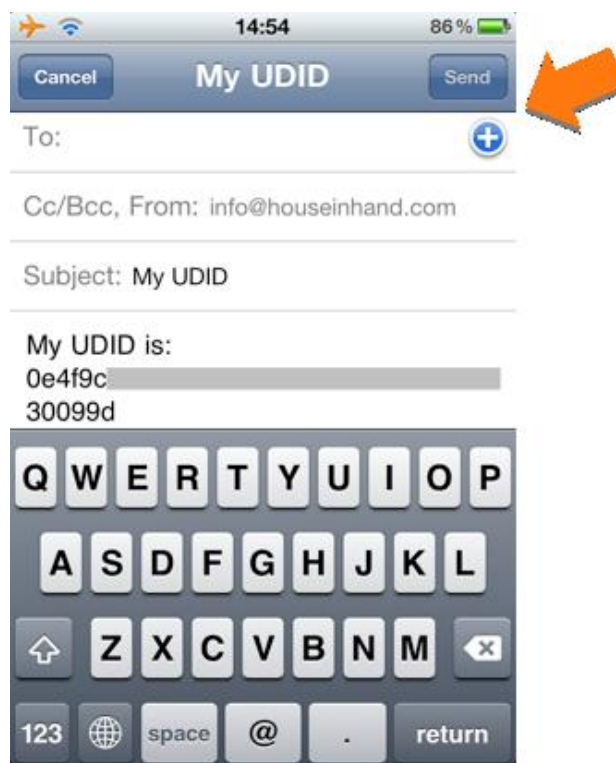 14:54 86%
Cancel My UDID Send
To:
Cc/Bcc, From: info@houseinhand.com
Subject: My UDID
My UDID is:
0e4f9c
30099d
Q W E R T Y U I O P
A S D F G H J K L
Z X C V B N M
123 space @ . return